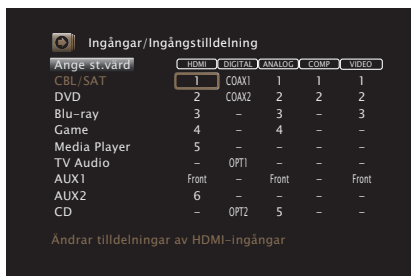 Ingångar/Ingångstilldelning
Ange st.värd HDMI DIGITAL ANALOG COMP VIDEO
CBL/SAT 1 COAX1 1 1 1
DVD 2 COAX2 2 2 2
Blu-ray 3 – 3 – 3
Game 4 – 4 – –
Media Player 5 – – – –
TV Audio – OPT1 – – –
AUX1 Front – Front – Front
AUX2 6 – – – –
CD – OPT2 5 – –
Ändrar tilldelningar av HDMI-ingångar